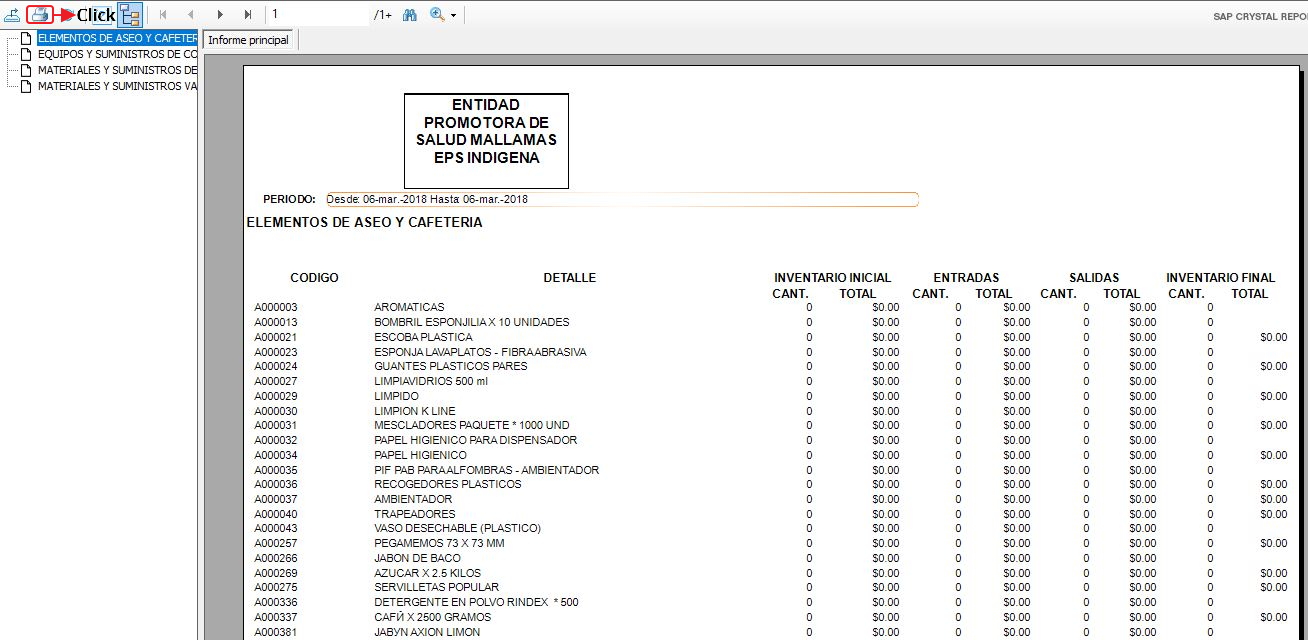 Click
1
/1+
SAP CRYSTAL REPO
ELEMENTOS DE ASEO Y CAFETER
EQUIPOS Y SUMINISTROS DE CO
MATERIALES Y SUMINISTROS DE
MATERIALES Y SUMINISTROS VA
Informe principal
ENTIDAD
PROMOTORA DE
SALUD MALLAMAS
EPS INDIGENA
PERIODO: Desde: 06-mar.-2018 Hasta: 06-mar.-2018
ELEMENTOS DE ASEO Y CAFETERIA
CODIGO DETALLE INVENTARIO INICIAL ENTRADAS SALIDAS INVENTARIO FINAL
CANT. TOTAL CANT. TOTAL CANT. TOTAL CANT. TOTAL
A000003 AROMATICAS 0 $0.00 0 $0.00 0 $0.00 0
A000013 BOMBRIL ESPONJILIA X 10 UNIDADES 0 $0.00 0 $0.00 0 $0.00 0
A000021 ESCOBA PLASTICA 0 $0.00 0 $0.00 0 $0.00 0 $0.00
A000023 ESPONJA LAVAPLATOS - FIBRA ABRASIVA 0 $0.00 0 $0.00 0 $0.00 0
A000024 GUANTES PLASTICOS PARES 0 $0.00 0 $0.00 0 $0.00 0 $0.00
A000027 LIMPIAVIDRIOS 500 ml 0 $0.00 0 $0.00 0 $0.00 0
A000029 LIMPIDO 0 $0.00 0 $0.00 0 $0.00 0 $0.00
A000030 LIMPION K LINE 0 $0.00 0 $0.00 0 $0.00 0
A000031 MESCLADORES PAQUETE * 1000 UND 0 $0.00 0 $0.00 0 $0.00 0 $0.00
A000032 PAPEL HIGIENICO PARA DISPENSADOR 0 $0.00 0 $0.00 0 $0.00 0
A000034 PAPEL HIGIENICO 0 $0.00 0 $0.00 0 $0.00 0 $0.00
A000035 PIF PAB PARA ALFOMBRAS - AMBIENTADOR 0 $0.00 0 $0.00 0 $0.00 0
A000036 RECOGEDORES PLASTICOS 0 $0.00 0 $0.00 0 $0.00 0 $0.00
A000037 AMBIENTADOR 0 $0.00 0 $0.00 0 $0.00 0
A000040 TRAPEADORES 0 $0.00 0 $0.00 0 $0.00 0 $0.00
A000043 VASO DESECHABLE (PLASTICO) 0 $0.00 0 $0.00 0 $0.00 0
A000257 PEGAMEMOS 73 X 73 MM 0 $0.00 0 $0.00 0 $0.00 0 $0.00
A000266 JABON DE BACO 0 $0.00 0 $0.00 0 $0.00 0
A000269 AZUCAR X 2.5 KILOS 0 $0.00 0 $0.00 0 $0.00 0 $0.00
A000275 SERVILLETAS POPULAR 0 $0.00 0 $0.00 0 $0.00 0 $0.00
A000336 DETERGENTE EN POLVO RINDEX * 500 0 $0.00 0 $0.00 0 $0.00 0
A000337 CAFЙ X 2500 GRAMOS 0 $0.00 0 $0.00 0 $0.00 0 $0.00
A000381 JABУN AXION LIMON 0 $0.00 0 $0.00 0 $0.00 0